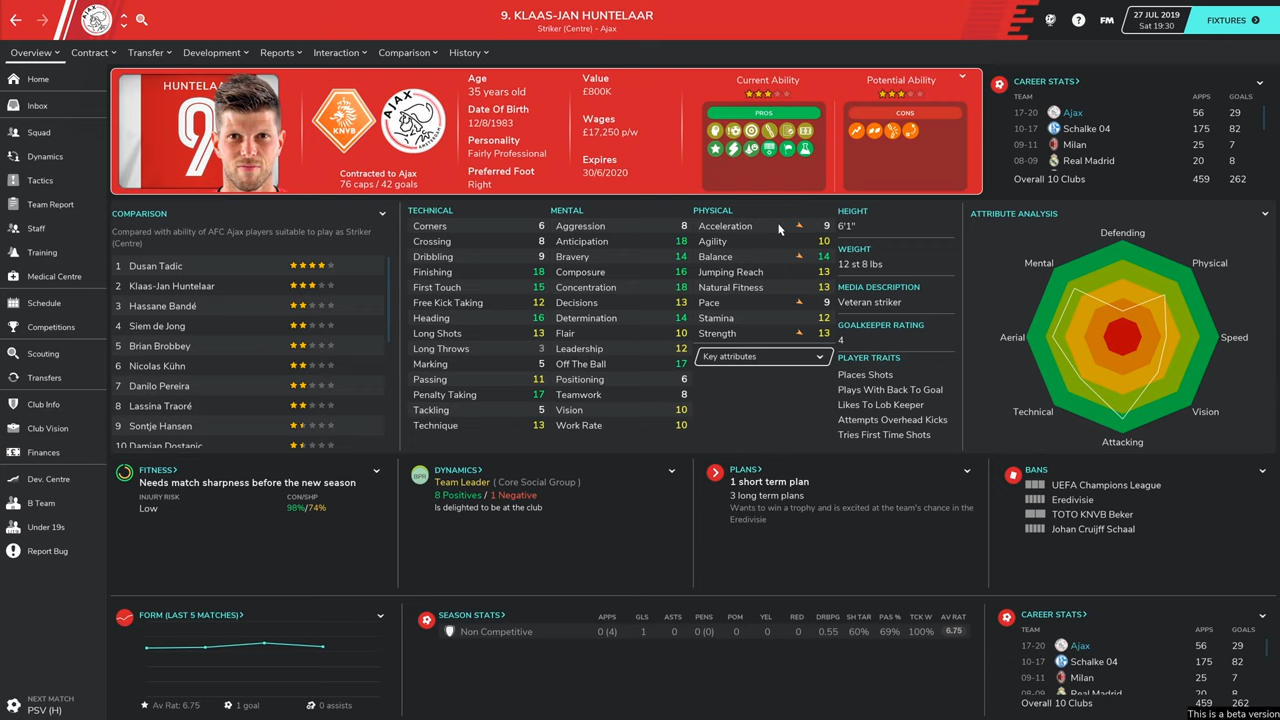 9. KLAAS-JAN HUNTELAAR
Striker (Centre) - Ajax
FM
27 JUL 2019
Sat 19:30
FIXTURES
Overview
Contract
Transfer
Development
Reports
Interaction
Comparison
History
Home
Inbox
Squad
Dynamics
Tactics
Team Report
Staff
Training
Medical Centre
Schedule
Competitions
Scouting
Transfers
Club Info
Club Vision
Finances
Dev. Centre
B Team
Under 19s
Report Bug
NEXT MATCH
PSV (H)
HUNTELAA
9
KNVB
AJAX
Contracted to Ajax
76 caps / 42 goals
Age
35 years old
Date Of Birth
12/8/1983
Personality
Fairly Professional
Preferred Foot
Right
Value
£800K
Wages
£17,250 p/w
Expires
30/6/2020
Current Ability
PROS
Potential Ability
CONS
CAREER STATS>
TEAM APPS GOALS
17-20 Ajax 56 29
10-17 Schalke 04 175 82
09-11 Milan 25 7
08-09 Real Madrid 20 8
Overall 10 Clubs 459 262
COMPARISON
Compared with ability of AFC Ajax players suitable to play as Striker
(Centre)
1 Dusan Tadic
2 Klaas-Jan Huntelaar
3 Hassane Bandé
4 Siem de Jong
5 Brian Brobbey
6 Nicolas Kühn
7 Danilo Pereira
8 Lassina Traoré
9 Sontje Hansen
10 Damian Dostanic
TECHNICAL
Corners 6
Crossing 8
Dribbling 9
Finishing 18
First Touch 15
Free Kick Taking 12
Heading 16
Long Shots 13
Long Throws 3
Marking 5
Passing 11
Penalty Taking 17
Tackling 5
Technique 13
MENTAL
Aggression 8
Anticipation 18
Bravery 14
Composure 16
Concentration 18
Decisions 13
Determination 14
Flair 10
Leadership 12
Off The Ball 17
Positioning 6
Teamwork 8
Vision 10
Work Rate 10
PHYSICAL
Acceleration 9
Agility 10
Balance 14
Jumping Reach 13
Natural Fitness 13
Pace 9
Stamina 12
Strength 13
Key attributes
HEIGHT
6'1"
WEIGHT
12 st 8 lbs
MEDIA DESCRIPTION
Veteran striker
GOALKEEPER RATING
4
PLAYER TRAITS
Places Shots
Plays With Back To Goal
Likes To Lob Keeper
Attempts Overhead Kicks
Tries First Time Shots
ATTRIBUTE ANALYSIS
Defending
Mental
Physical
Aerial
Speed
Technical
Vision
Attacking
FITNESS>
Needs match sharpness before the new season
INJURY RISK
Low
CON/SHP
98%/74%
BPR
DYNAMICS>
Team Leader ( Core Social Group )
8 Positives / 1 Negative
Is delighted to be at the club
PLANS>
1 short term plan
3 long term plans
Wants to win a trophy and is excited at the team's chance in the
Eredivisie
BANS
UEFA Champions League
Eredivisie
TOTO KNVB Beker
Johan Cruijff Schaal
FORM (LAST 5 MATCHES)>
Av Rat: 6.75
1 goal
0 assists
SEASON STATS>
APPS GLS ASTS PENS POM YEL RED DRBPG SH TAR PAS % TCK W AV RAT
Non Competitive 0 (4) 1 0 0 (0) 0 0 0 0.55 60% 69% 100% 6.75
CAREER STATS>
TEAM APPS GOALS
17-20 Ajax 56 29
10-17 Schalke 04 175 82
09-11 Milan 25 7
08-09 Real Madrid 20 8
Overall 10 Clubs 459 262
This is a beta version